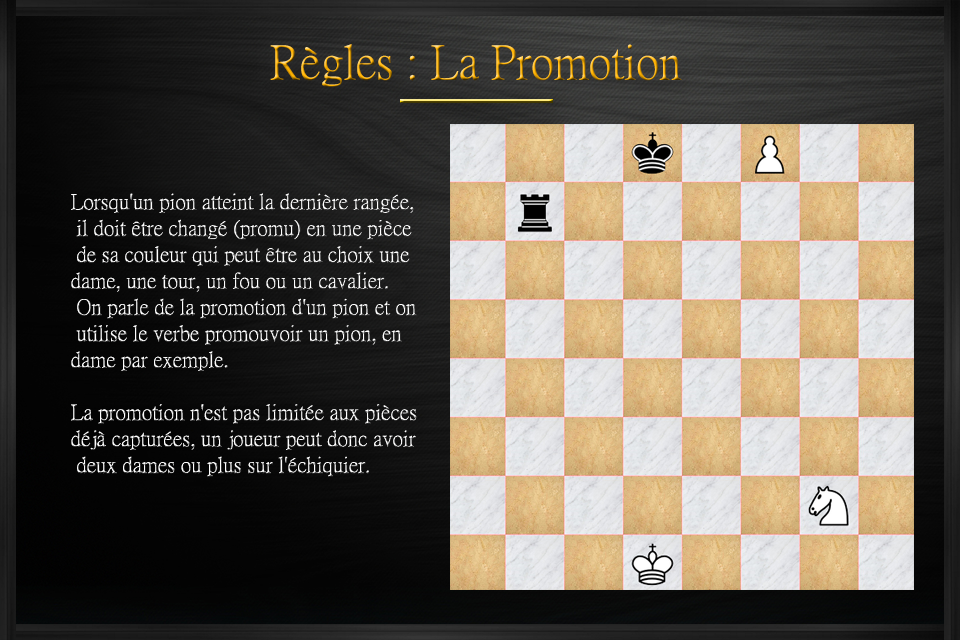 Règles : La Promotion
Lorsqu'un pion atteint la dernière rangée,
il doit être changé (promu) en une pièce
de sa couleur qui peut être au choix une
dame, une tour, un fou ou un cavalier.
On parle de la promotion d'un pion et on
utilise le verbe promouvoir un pion, en
dame par exemple.
La promotion n'est pas limitée aux pièces
déjà capturées, un joueur peut donc avoir
deux dames ou plus sur l'échiquier.